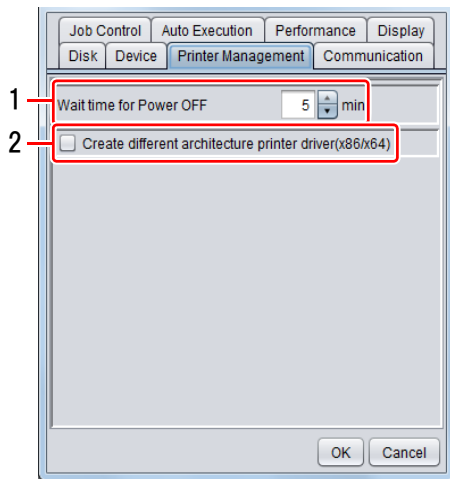 Job Control Auto Execution Performance Display
Disk Device Printer Management Communication
1 Wait time for Power OFF 5 min
2 Create different architecture printer driver(x86/x64)
OK Cancel